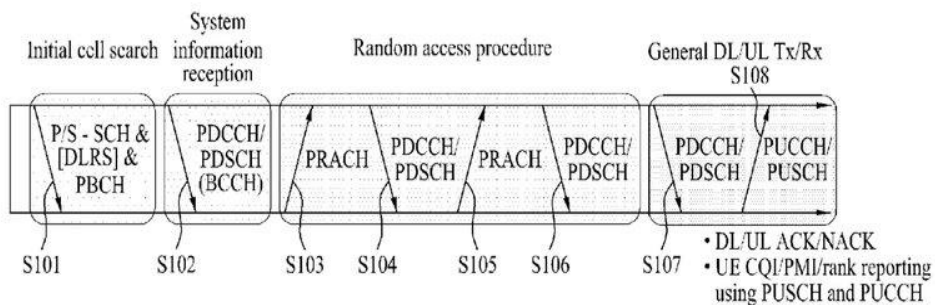 Initial cell search
System
information
reception
Random access procedure
General DL/UL Tx/Rx
S108
P/S - SCH &
[DLRS] &
PBCH
PDCCH/
PDSCH
(BCCH)
PRACH
PDCCH/
PDSCH
PRACH
PDCCH/
PDSCH
PDCCH/
PDSCH
PUCCH/
PUSCH
S101
S102
S103
S104
S105
S106
S107
• DL/UL ACK/NACK
• UE CQI/PMI/rank reporting
using PUSCH and PUCCH